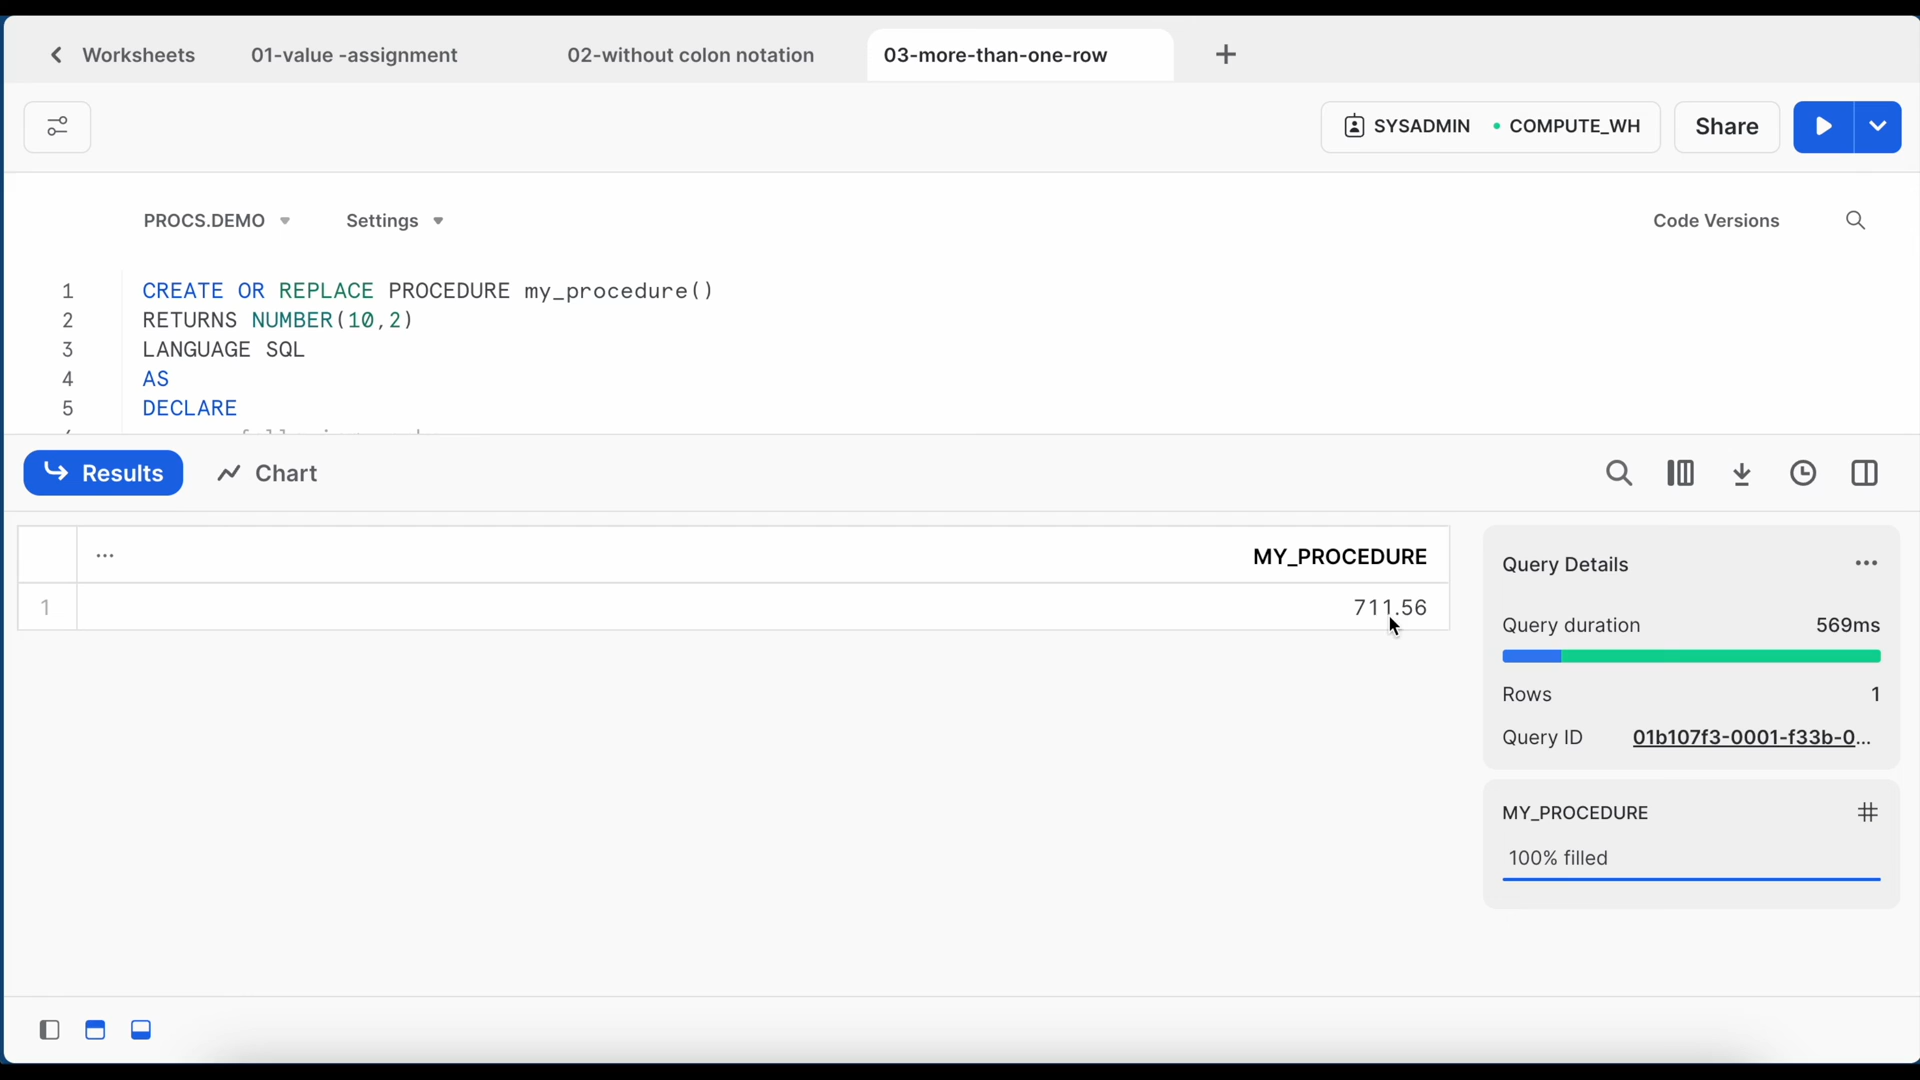 Worksheets 01-value -assignment 02-without colon notation 03-more-than-one-row
SYSADMIN COMPUTE_WH Share
PROCS.DEMO Settings Code Versions
1 CREATE OR REPLACE PROCEDURE my_procedure()
2 RETURNS NUMBER(10,2)
3 LANGUAGE SQL
4 AS
5 DECLARE
Results Chart
... MY_PROCEDURE
1 711.56
Query Details
Query duration 569ms
Rows 1
Query ID 01b107f3-0001-f33b-0...
MY_PROCEDURE
100% filled